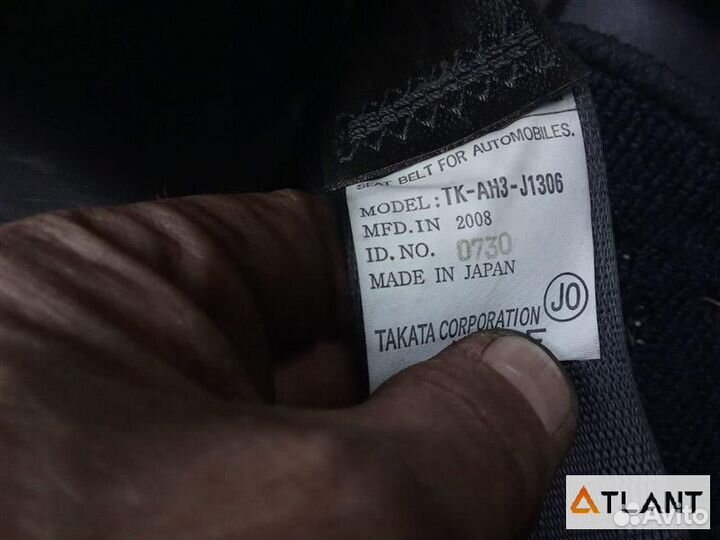 SEAT BELT FOR AUTOMOBILES.
MODEL: TK-AH3-J1306
MFD.IN 2008
ID.NO. 0730
MADE IN JAPAN
JO
TAKATA CORPORATION
ATLANT
Avito